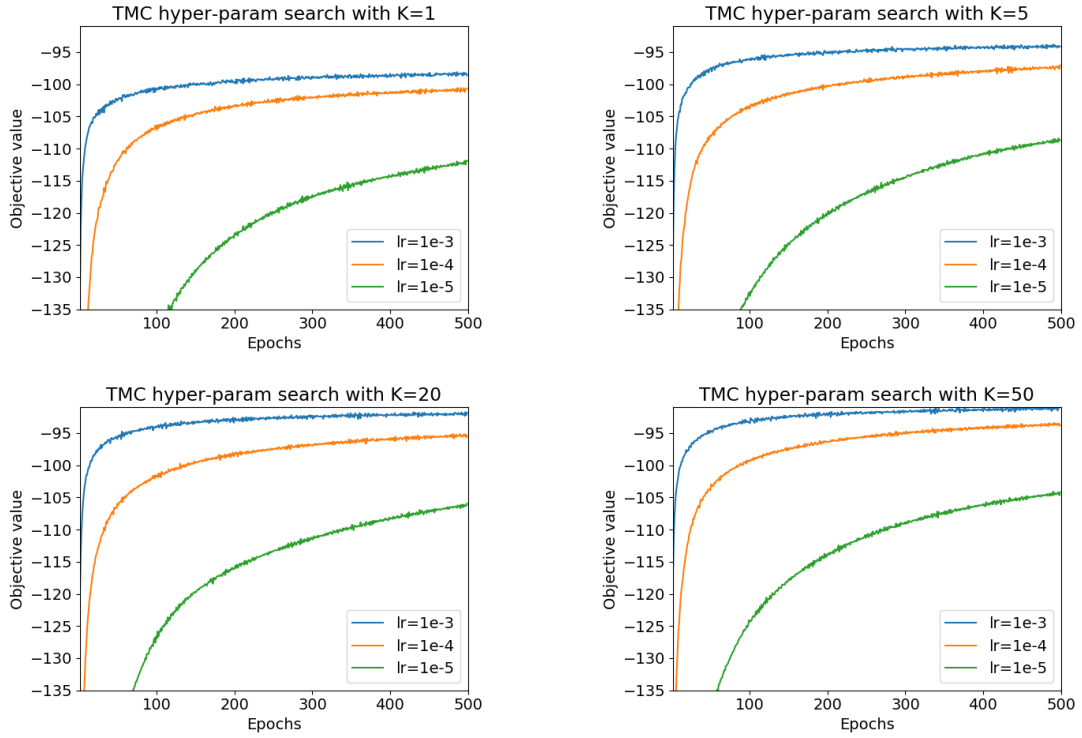 TMC hyper-param search with K=1
Objective value
−95
−100
−105
−110
−115
−120
−125
−130
−135
lr=1e-3
lr=1e-4
lr=1e-5
100 200 300 400 500
Epochs
TMC hyper-param search with K=5
Objective value
−95
−100
−105
−110
−115
−120
−125
−130
−135
lr=1e-3
lr=1e-4
lr=1e-5
100 200 300 400 500
Epochs
TMC hyper-param search with K=20
Objective value
−95
−100
−105
−110
−115
−120
−125
−130
−135
lr=1e-3
lr=1e-4
lr=1e-5
100 200 300 400 500
Epochs
TMC hyper-param search with K=50
Objective value
−95
−100
−105
−110
−115
−120
−125
−130
−135
lr=1e-3
lr=1e-4
lr=1e-5
100 200 300 400 500
Epochs